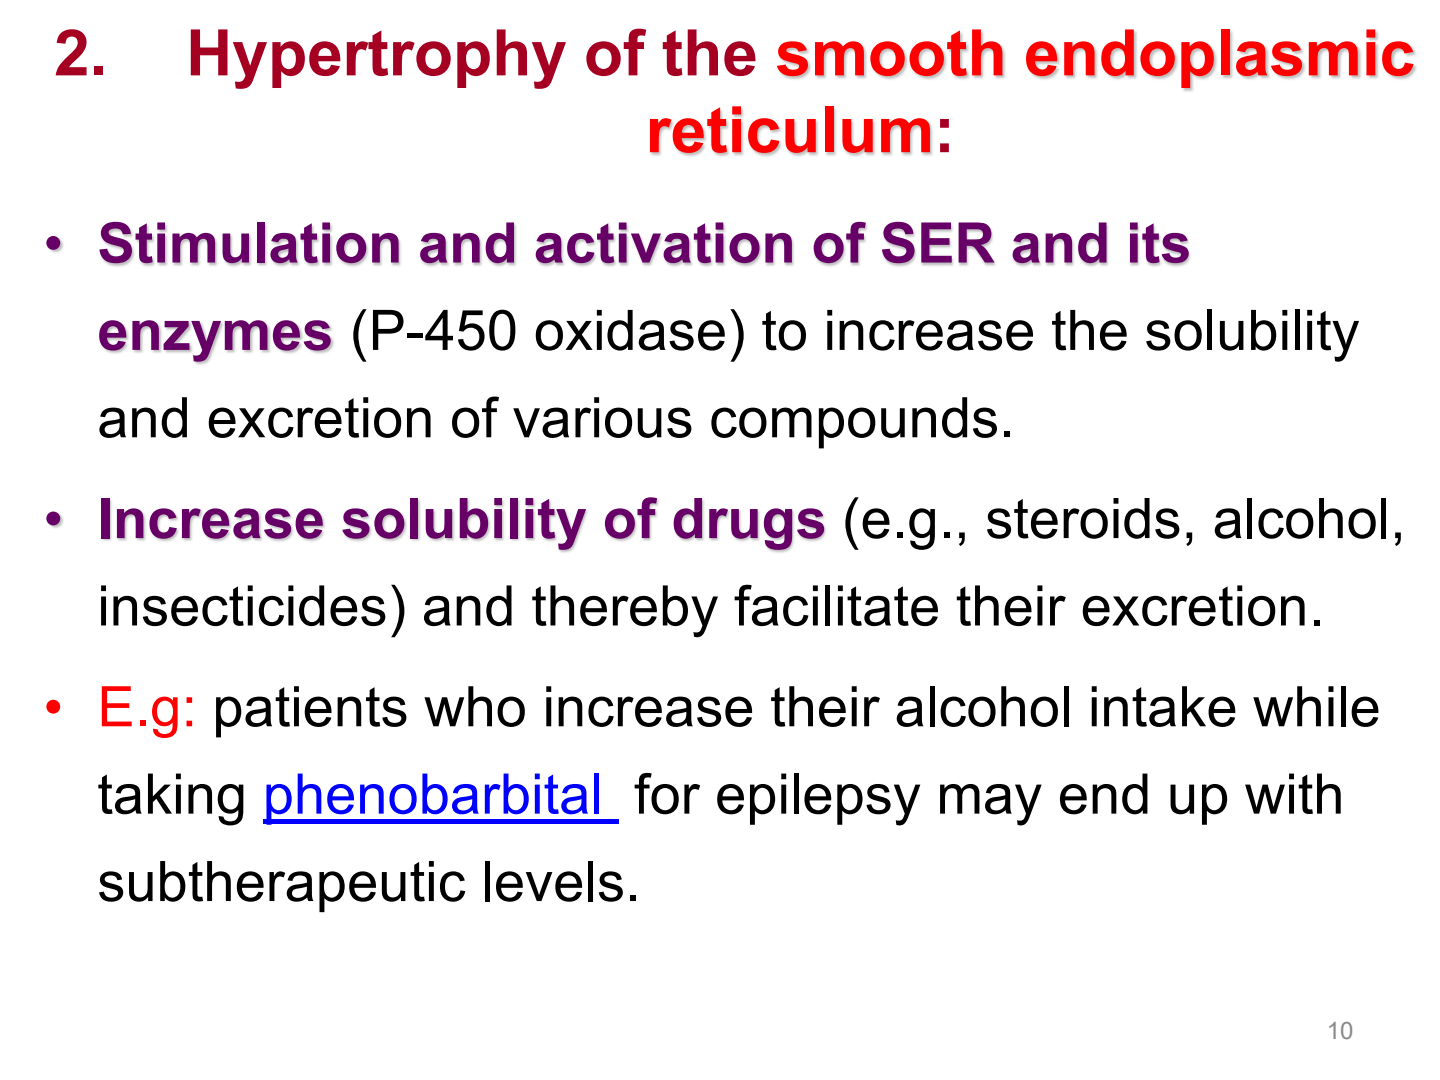 2. Hypertrophy of the smooth endoplasmic
reticulum:
• Stimulation and activation of SER and its
enzymes (P-450 oxidase) to increase the solubility
and excretion of various compounds.
• Increase solubility of drugs (e.g., steroids, alcohol,
insecticides) and thereby facilitate their excretion.
• E.g: patients who increase their alcohol intake while
taking phenobarbital for epilepsy may end up with
subtherapeutic levels.
10